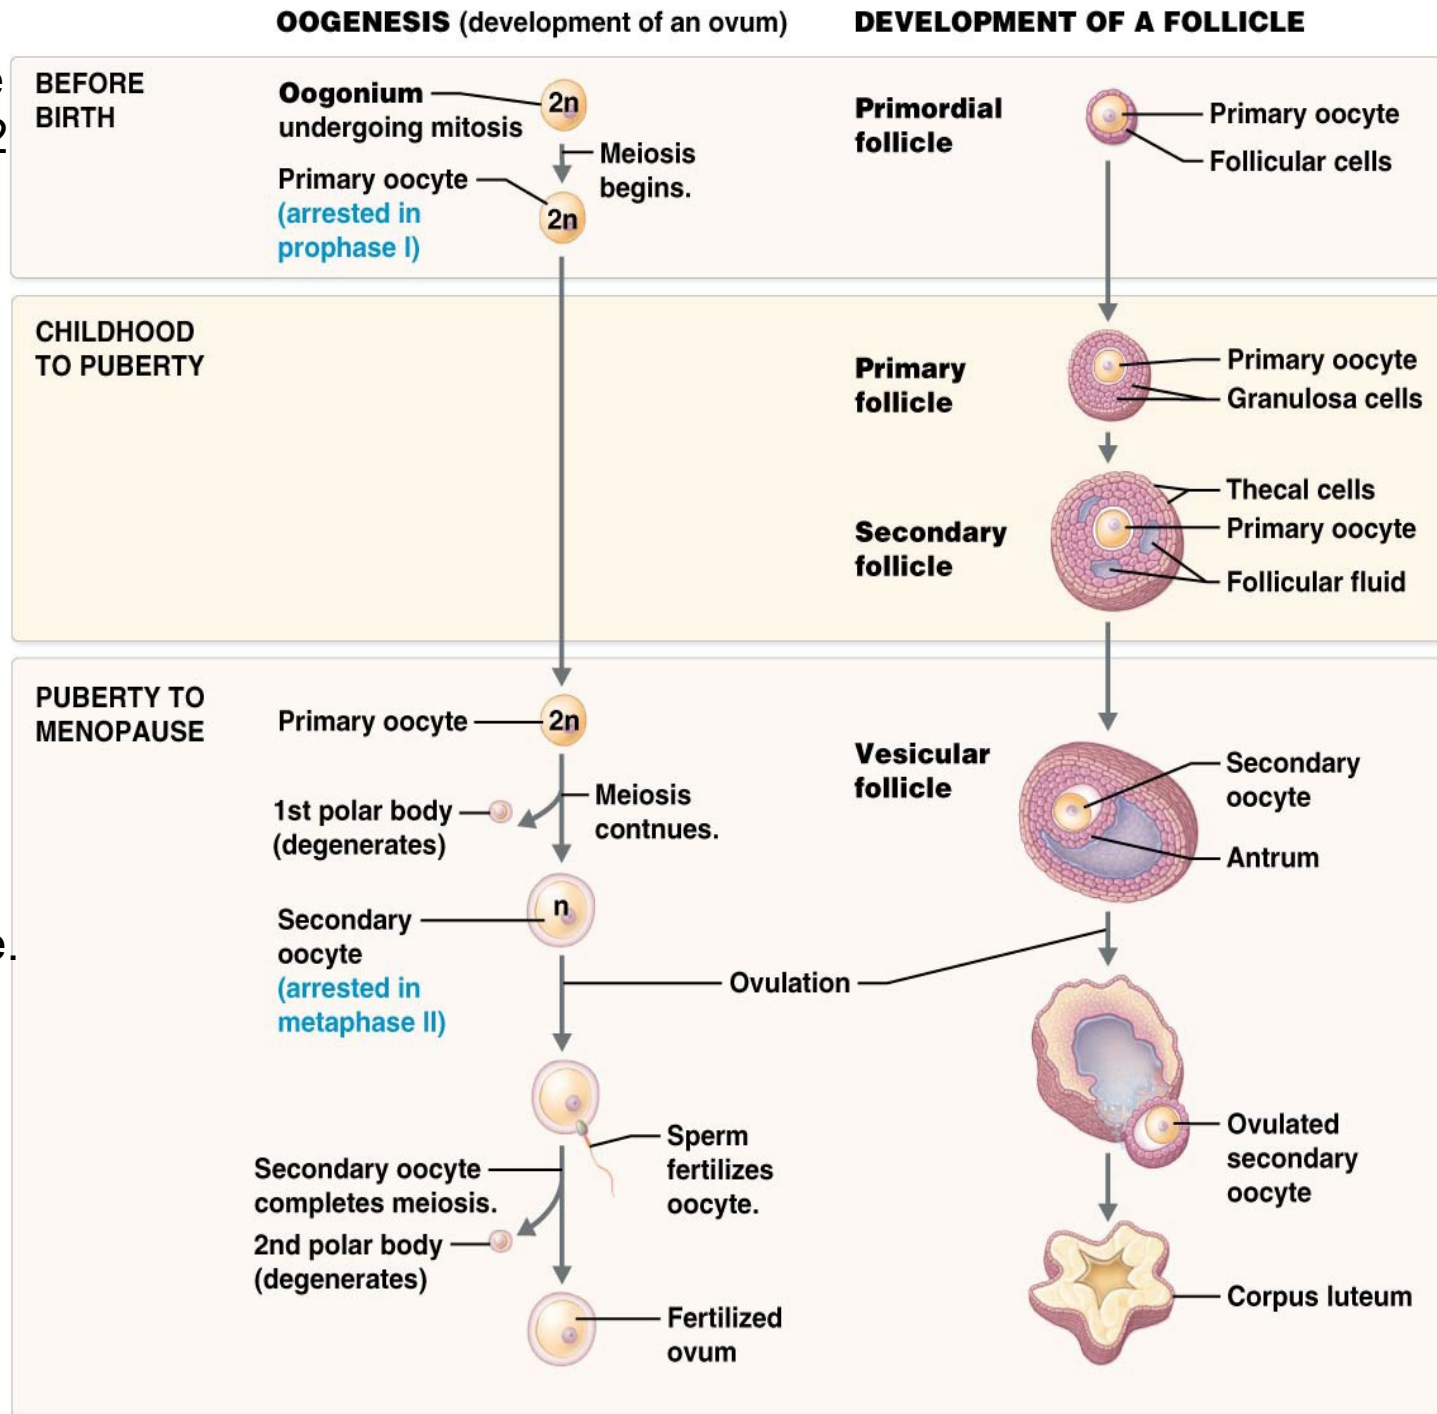 OOGENESIS (development of an ovum)
DEVELOPMENT OF A FOLLICLE
BEFORE
BIRTH
Oogonium
undergoing mitosis
2n
Meiosis
begins.
Primary oocyte
(arrested in
prophase I)
2n
Primordial
follicle
Primary oocyte
Follicular cells
CHILDHOOD
TO PUBERTY
Primary
follicle
Primary oocyte
Granulosa cells
Secondary
follicle
Thecal cells
Primary oocyte
Follicular fluid
PUBERTY TO
MENOPAUSE
Primary oocyte
2n
1st polar body
(degenerates)
Meiosis
contnues.
Secondary
oocyte
(arrested in
metaphase II)
n
Vesicular
follicle
Secondary
oocyte
Antrum
Ovulation
Sperm
fertilizes
oocyte.
Secondary oocyte
completes meiosis.
2nd polar body
(degenerates)
Fertilized
ovum
Ovulated
secondary
oocyte
Corpus luteum